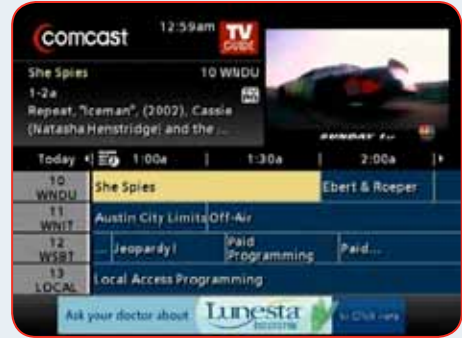 comcast 12:59am TV GUIDE
She Spies 10 WNDU
1-2a
Repeat, "Iceman", (2002), Cassie
(Natasha Henstridge) and the ...
SUNDAY
Today 1:00a 1:30a 2:00a
10 WNDU She Spies Ebert & Roeper
11 WNIT Austin City Limits Off-Air
12 WSBT ... Jeopardy! Paid Programming Paid...
13 LOCAL Local Access Programming
Ask your doctor about Lunesta